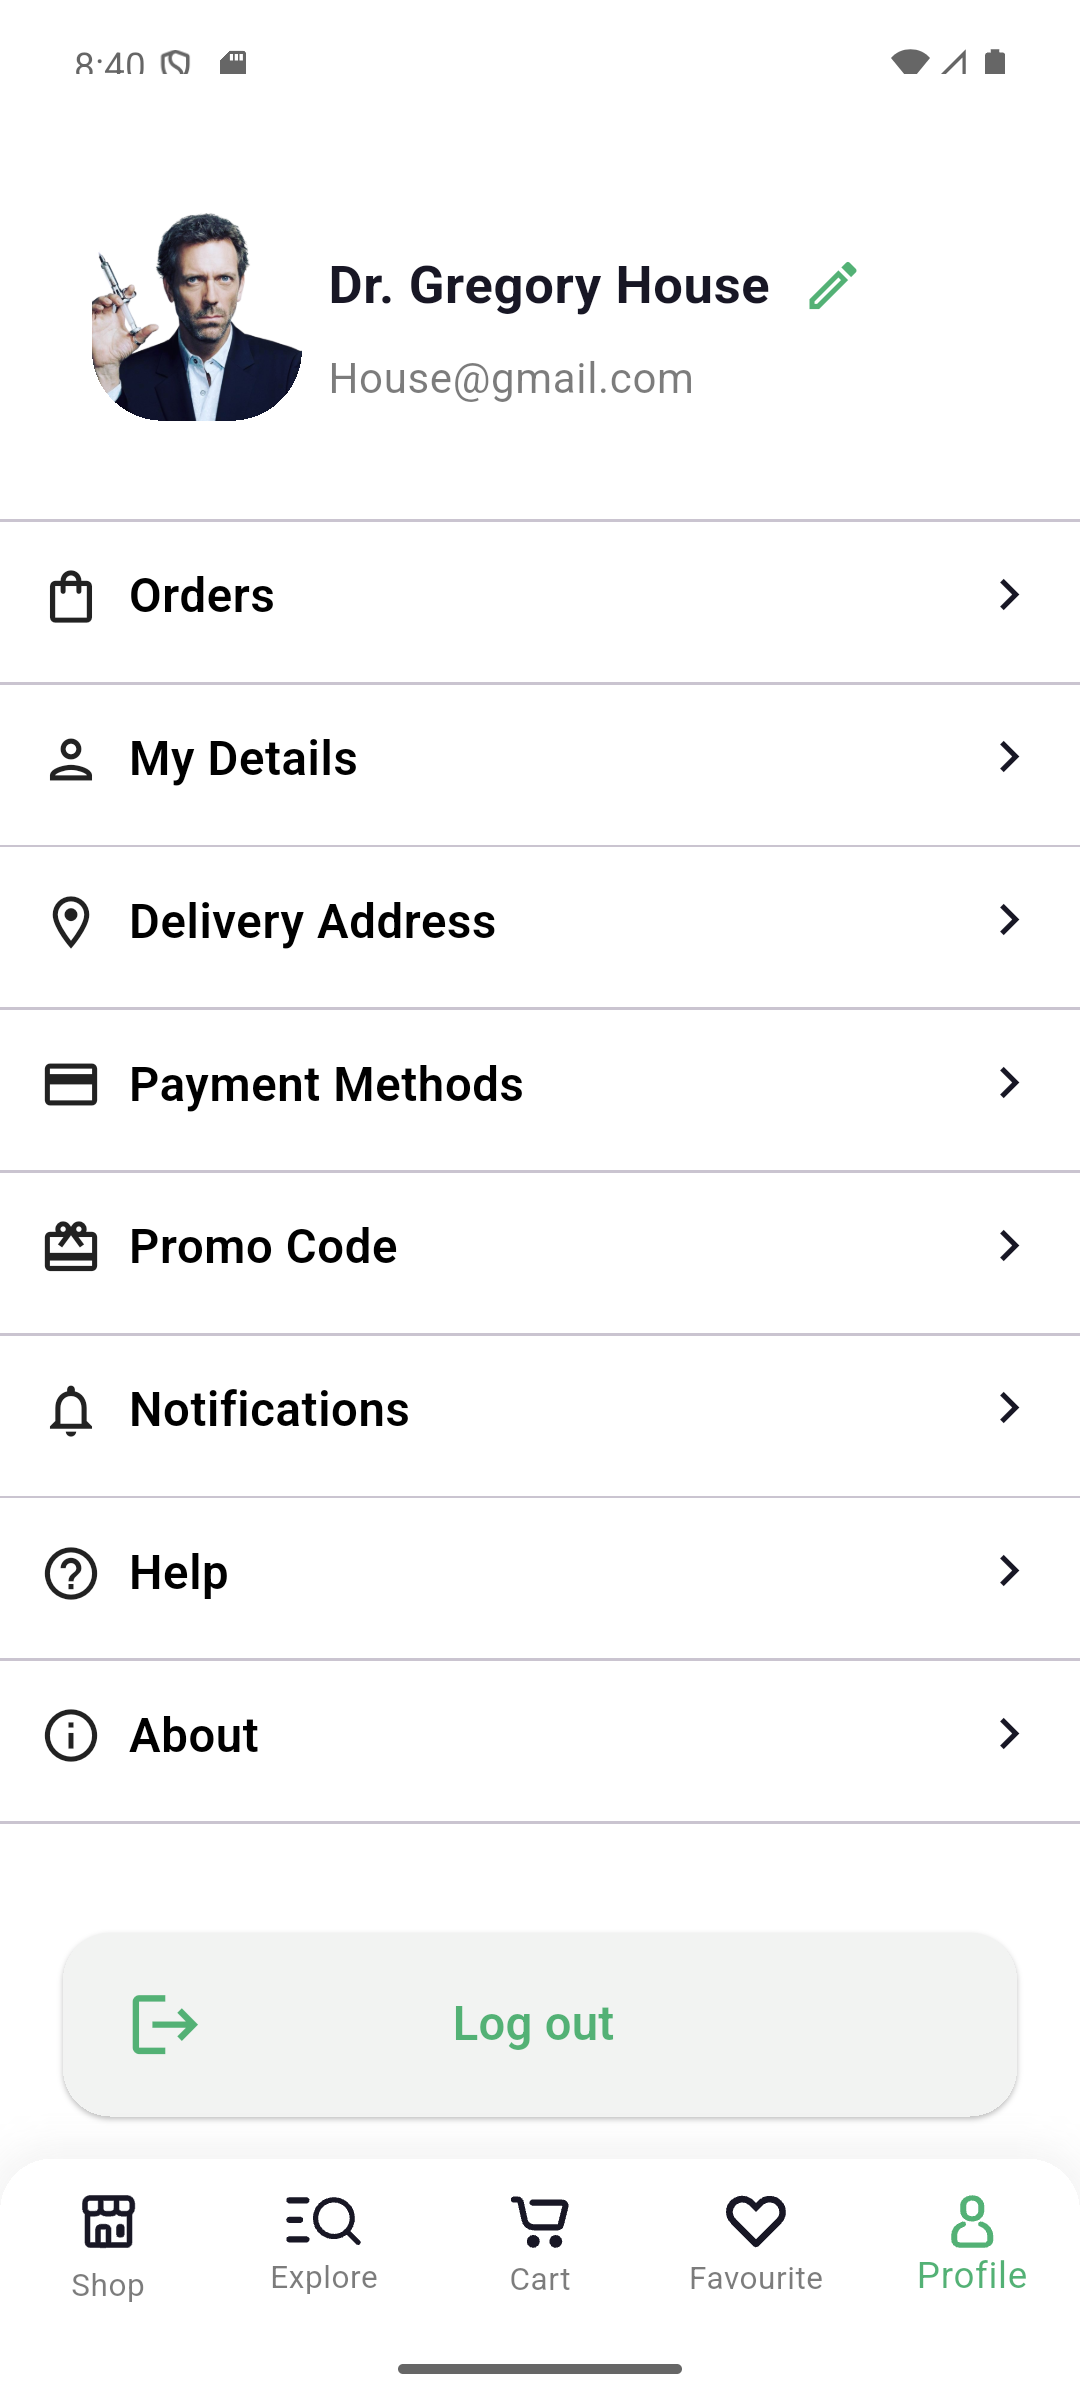 8:40
Dr. Gregory House
House@gmail.com
Orders
My Details
Delivery Address
Payment Methods
Promo Code
Notifications
Help
About
Log out
Shop
Explore
Cart
Favourite
Profile